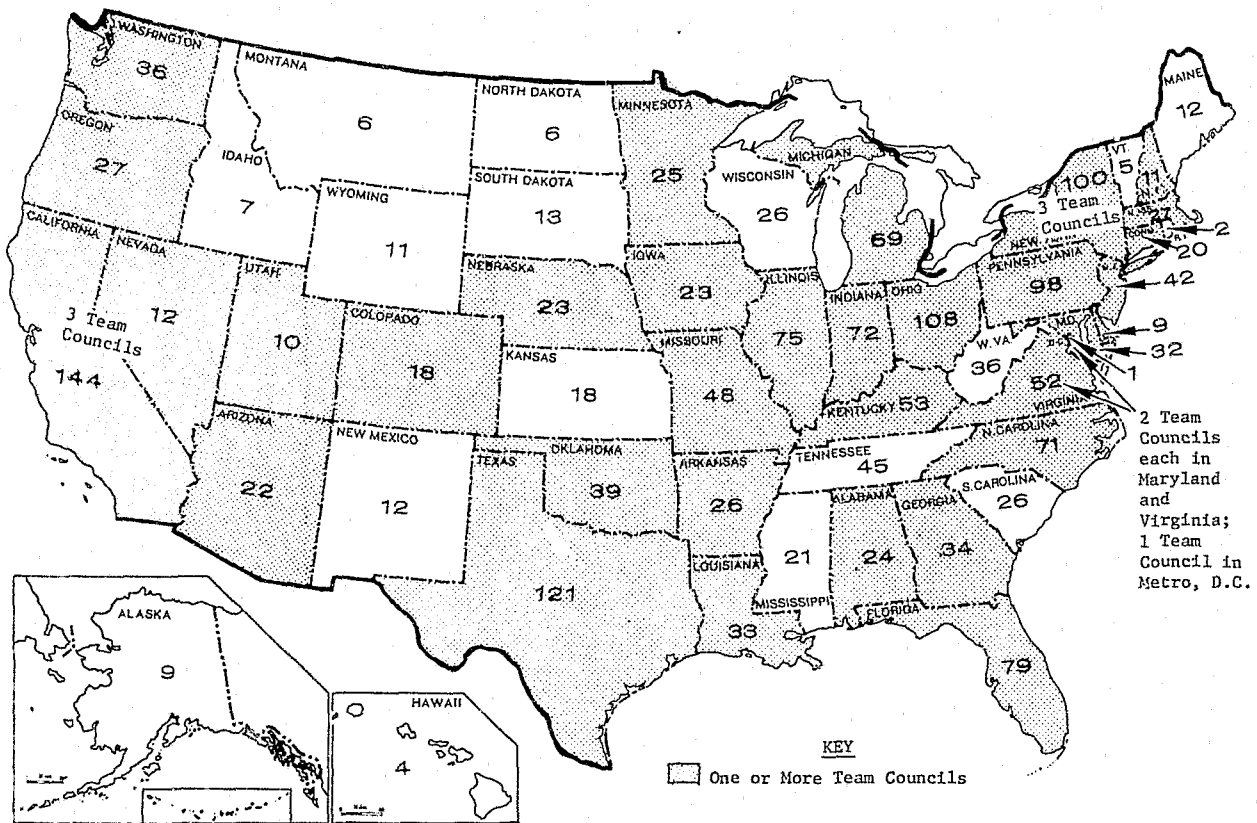 WASHINGTON
36
MONTANA
6
NORTH DAKOTA
6
MINNESOTA
25
MAINE
12
OREGON
27
IDAHO
7
WYOMING
11
SOUTH DAKOTA
13
WISCONSIN
26
MICHIGAN
69
VT.
5
11
100
3 Team
Councils
NEW
27
2
20
CALIFORNIA
NEVADA
12
3 Team
Councils
144
UTAH
10
COLORADO
18
NEBRASKA
23
KANSAS
18
IOWA
23
MISSOURI
48
ILLINOIS
75
INDIANA
72
OHIO
108
PENNSYLVANIA
98
42
MD.
9
32
1
W. VA.
36
52
VIRGINIA
KENTUCKY
53
2 Team
Councils
each in
Maryland
and
Virginia;
1 Team
Council in
Metro, D.C.
ARIZONA
22
NEW MEXICO
12
TEXAS
121
OKLAHOMA
39
ARKANSAS
26
TENNESSEE
45
N. CAROLINA
71
S. CAROLINA
26
MISSISSIPPI
21
ALABAMA
24
GEORGIA
34
LOUISIANA
33
FLORIDA
79
ALASKA
9
HAWAII
4
KEY
One or More Team Councils